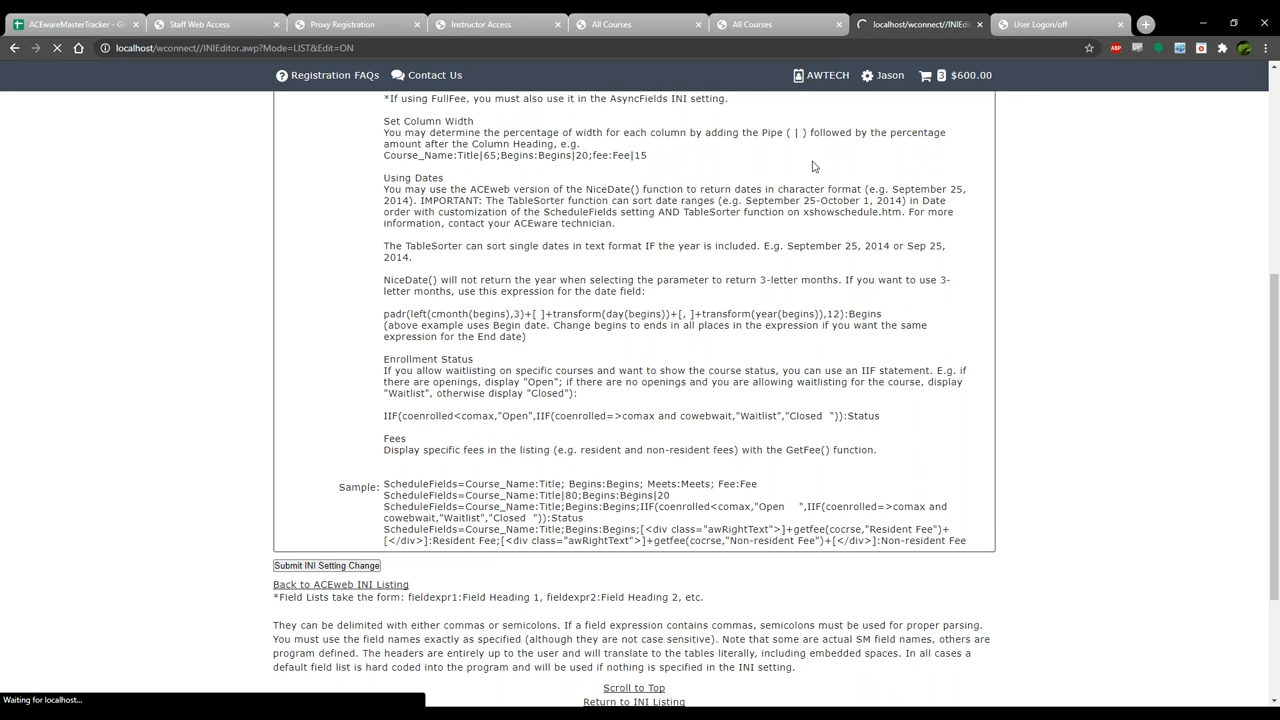 ACEwareMasterTracker - G
Staff Web Access
Proxy Registration
Instructor Access
All Courses
All Courses
localhost/wconnect//INIEdi
User Logon/off
localhost/wconnect//INIEditor.awp?Mode=LIST&Edit=ON
Registration FAQs Contact Us AWTECH Jason 3 $600.00
*If using FullFee, you must also use it in the AsyncFields INI setting.
Set Column Width
You may determine the percentage of width for each column by adding the Pipe ( | ) followed by the percentage
amount after the Column Heading, e.g.
Course_Name:Title|65;Begins:Begins|20;fee:Fee|15
Using Dates
You may use the ACEweb version of the NiceDate() function to return dates in character format (e.g. September 25,
2014). IMPORTANT: The TableSorter function can sort date ranges (e.g. September 25-October 1, 2014) in Date
order with customization of the ScheduleFields setting AND TableSorter function on xshowschedule.htm. For more
information, contact your ACEware technician.
The TableSorter can sort single dates in text format IF the year is included. E.g. September 25, 2014 or Sep 25,
2014.
NiceDate() will not return the year when selecting the parameter to return 3-letter months. If you want to use 3-
letter months, use this expression for the date field:
padr(left(cmonth(begins),3)+[ ]+transform(day(begins))+[, ]+transform(year(begins)),12):Begins
(above example uses Begin date. Change begins to ends in all places in the expression if you want the same
expression for the End date)
Enrollment Status
If you allow waitlisting on specific courses and want to show the course status, you can use an IIF statement. E.g. if
there are openings, display "Open"; if there are no openings and you are allowing waitlisting for the course, display
"Waitlist", otherwise display "Closed"):
IIF(coenrolled<comax,"Open",IIF(coenrolled=>comax and cowebwait,"Waitlist","Closed  ")):Status
Fees
Display specific fees in the listing (e.g. resident and non-resident fees) with the GetFee() function.
Sample: ScheduleFields=Course_Name:Title; Begins:Begins; Meets:Meets; Fee:Fee
ScheduleFields=Course_Name:Title|80;Begins:Begins|20
ScheduleFields=Course_Name:Title;Begins:Begins;IIF(coenrolled<comax,"Open    ",IIF(coenrolled=>comax and
cowebwait,"Waitlist","Closed  ")):Status
ScheduleFields=Course_Name:Title;Begins:Begins;[<div class="awRightText">]+getfee(cocrse,"Resident Fee")+
[</div>]:Resident Fee;[<div class="awRightText">]+getfee(cocrse,"Non-resident Fee")+[</div>]:Non-resident Fee
Submit INI Setting Change
Back to ACEweb INI Listing
*Field Lists take the form: fieldexpr1:Field Heading 1, fieldexpr2:Field Heading 2, etc.
They can be delimited with either commas or semicolons. If a field expression contains commas, semicolons must be used for proper parsing.
You must use the field names exactly as specified (although they are not case sensitive). Note that some are actual SM field names, others are
program defined. The headers are entirely up to the user and will translate to the tables literally, including embedded spaces. In all cases a
default field list is hard coded into the program and will be used if nothing is specified in the INI setting.
Scroll to Top
Return to INI Listing
Waiting for localhost...